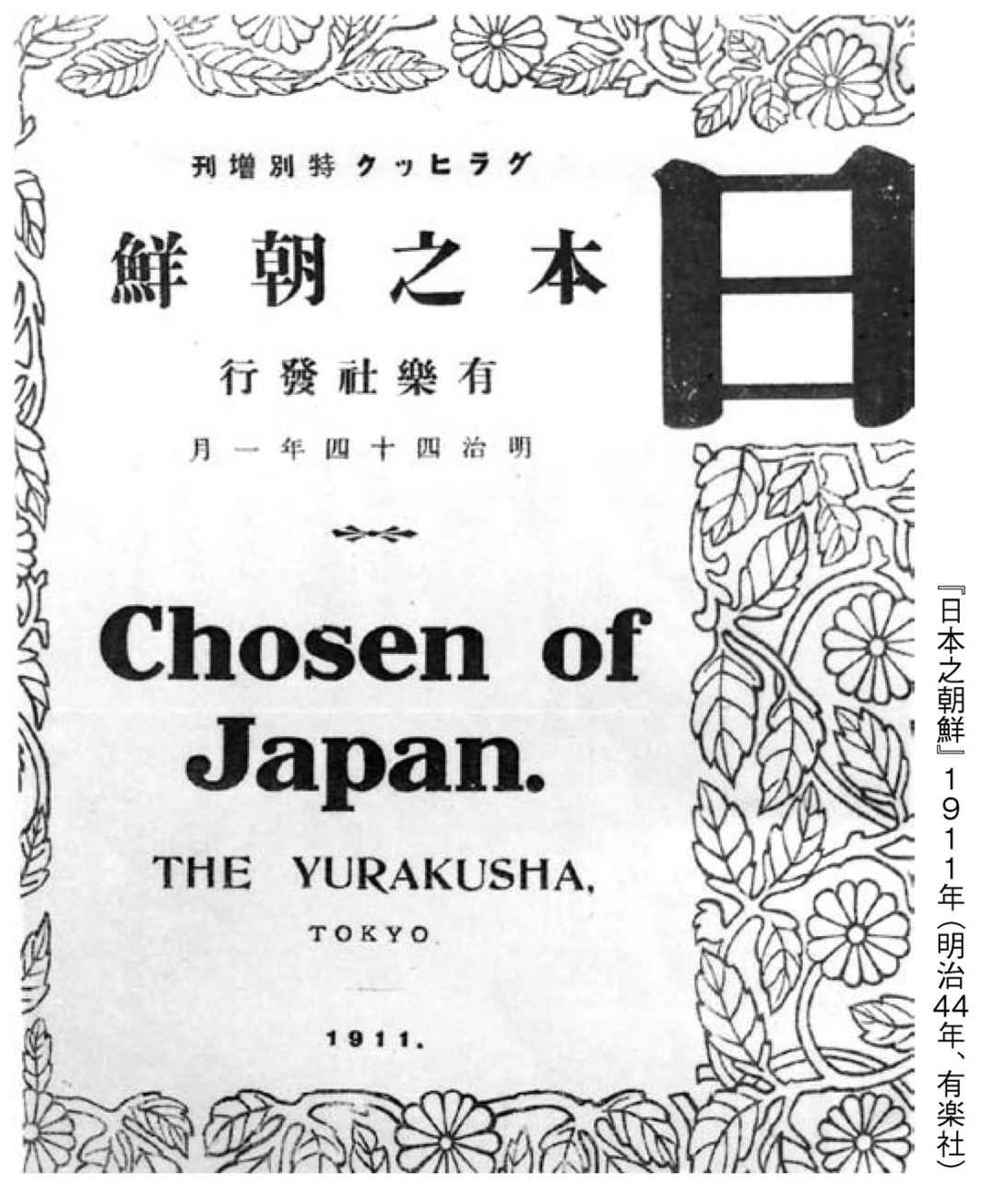 グラヒック特別増刊
日本之朝鮮
有樂社發行
明治四十四年一月
Chosen of
Japan.
THE YURAKUSHA,
TOKYO.
1911.
『日本之朝鮮』1911年(明治44年、有楽社)